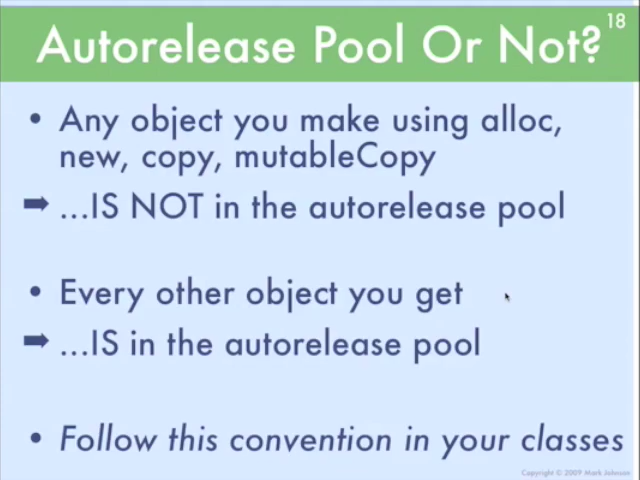 18
Autorelease Pool Or Not?
• Any object you make using alloc,
new, copy, mutableCopy
➡ ...IS NOT in the autorelease pool
• Every other object you get
➡ ...IS in the autorelease pool
• Follow this convention in your classes
Copyright © 2009 Mark Johnson